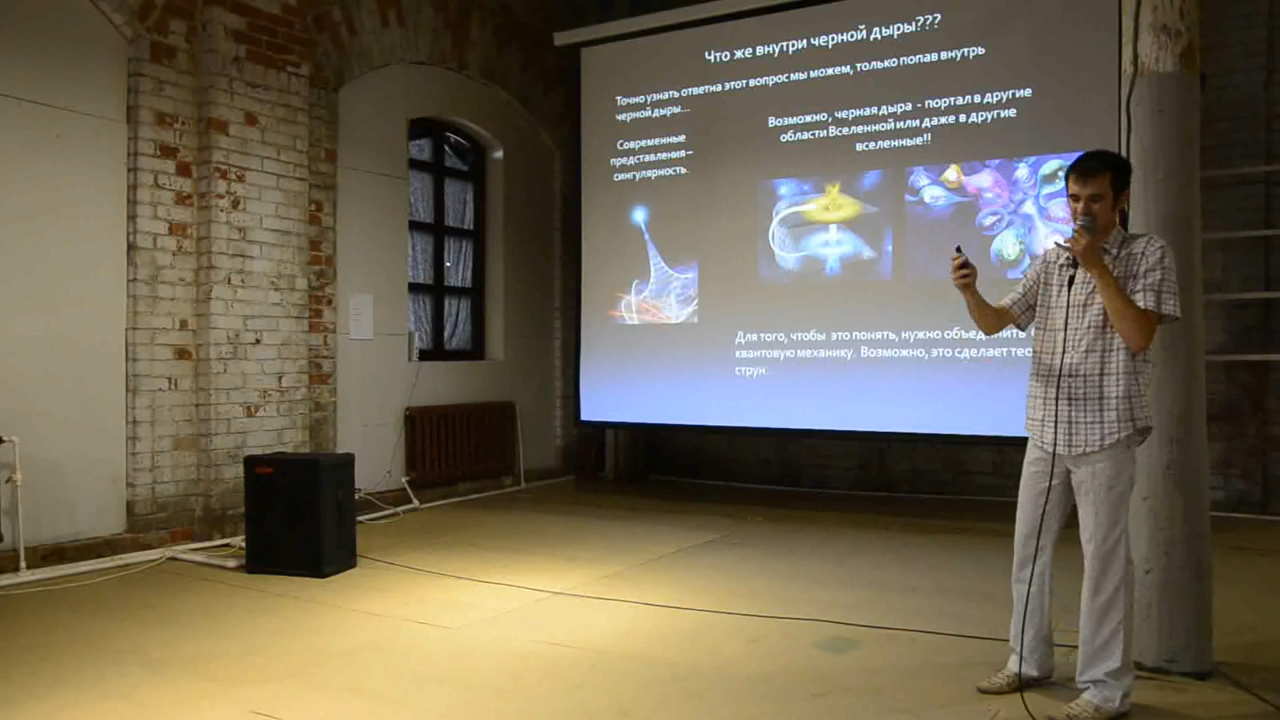 Что же внутри черной дыры???
Точно узнать ответна этот вопрос мы можем, только попав внутрь
черной дыры...
Современные
представления –
сингулярность.
Возможно, черная дыра - портал в другие
области Вселенной или даже в другие
вселенные!!
Для того, чтобы это понять, нужно объединить
квантовую механику. Возможно, это сделает тео
струн...